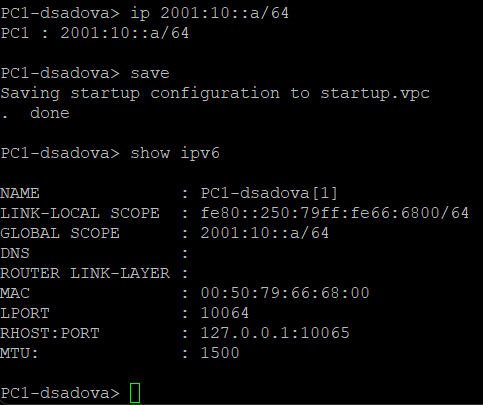 PC1-dsadova> ip 2001:10::a/64
PC1 : 2001:10::a/64
PC1-dsadova> save
Saving startup configuration to startup.vpc
.  done
PC1-dsadova> show ipv6
NAME              : PC1-dsadova[1]
LINK-LOCAL SCOPE  : fe80::250:79ff:fe66:6800/64
GLOBAL SCOPE      : 2001:10::a/64
DNS               :
ROUTER LINK-LAYER :
MAC               : 00:50:79:66:68:00
LPORT             : 10064
RHOST:PORT        : 127.0.0.1:10065
MTU:              : 1500
PC1-dsadova>